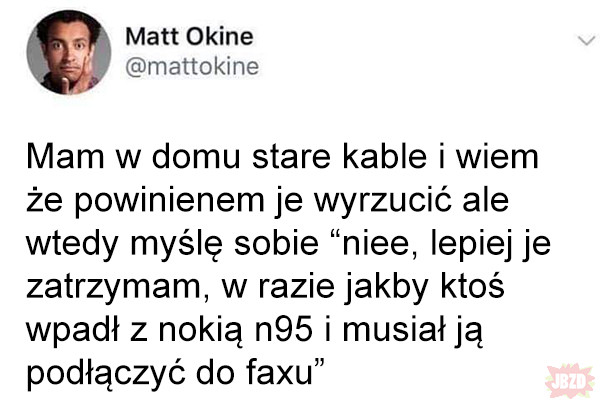 Matt Okine
@mattokine
Mam w domu stare kable i wiem
że powinienem je wyrzucić ale
wtedy myślę sobie “niee, lepiej je
zatrzymam, w razie jakby ktoś
wpadł z nokią n95 i musiał ją
podłączyć do faxu”
JBZD